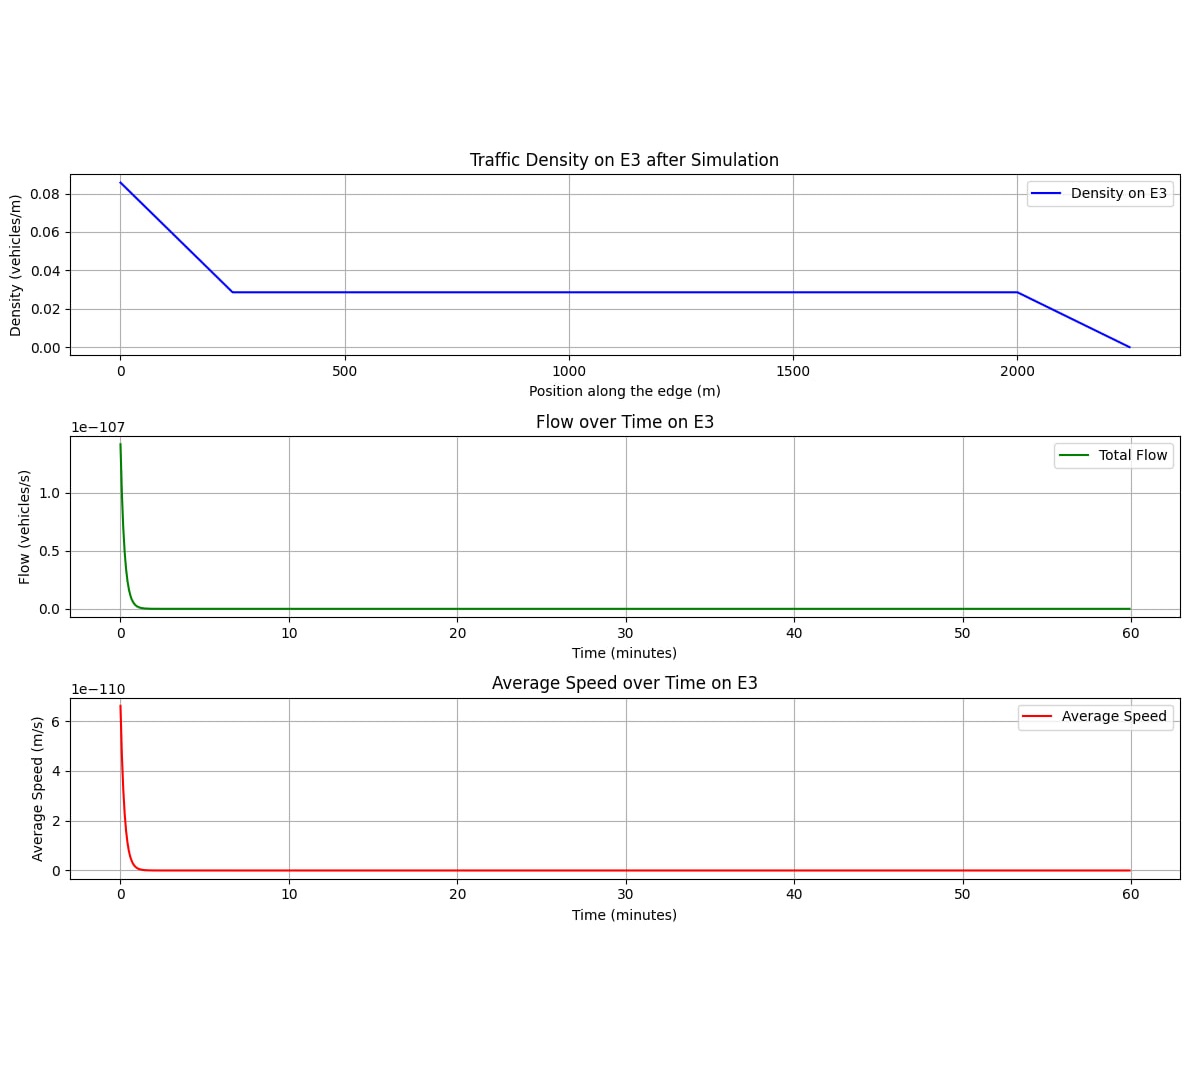 Traffic Density on E3 after Simulation
Density (vehicles/m)
0.08
0.06
0.04
0.02
0.00
Density on E3
0 500 1000 1500 2000
Position along the edge (m)
Flow over Time on E3
1e−107
Flow (vehicles/s)
1.0
0.5
0.0
Total Flow
0 10 20 30 40 50 60
Time (minutes)
Average Speed over Time on E3
1e−110
Average Speed (m/s)
6
4
2
0
Average Speed
0 10 20 30 40 50 60
Time (minutes)